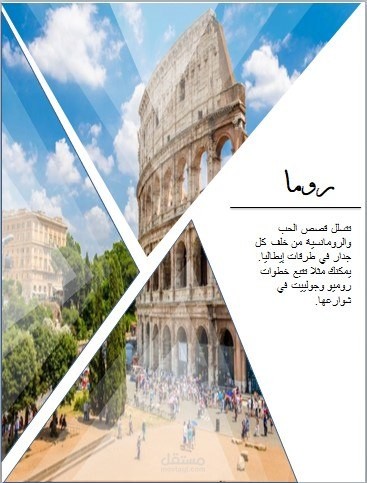 روما
تتسلل قصص الحب
والرومانسية من خلف كل
جدار في طرقات إيطاليا.
يمكنك مثلا تتبع خطوات
روميو وجولييت في
شوارعها.
مستقل